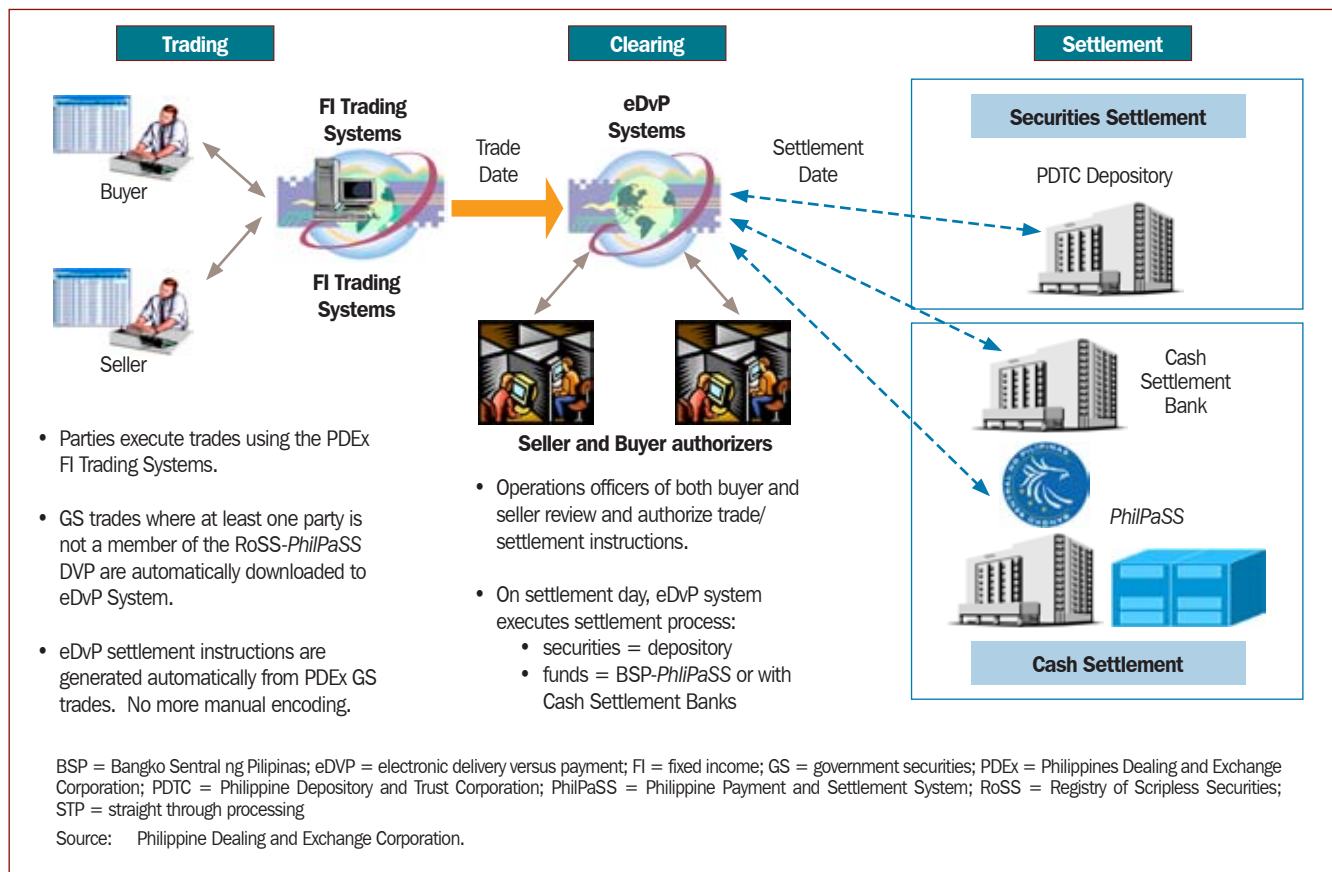 Trading
Clearing
Settlement
FI Trading
Systems
Buyer
Seller
FI Trading
Systems
Trade
Date
eDvP
Systems
Settlement
Date
Seller and Buyer authorizers
Securities Settlement
PDTC Depository
Cash
Settlement
Bank
PhilPaSS
Cash Settlement
• Parties execute trades using the PDEx
FI Trading Systems.
• GS trades where at least one party is
not a member of the RoSS-PhilPaSS
DVP are automatically downloaded to
eDvP System.
• eDvP settlement instructions are
generated automatically from PDEx GS
trades. No more manual encoding.
• Operations officers of both buyer and
seller review and authorize trade/
settlement instructions.
• On settlement day, eDvP system
executes settlement process:
• securities = depository
• funds = BSP-PhliPaSS or with
Cash Settlement Banks
BSP = Bangko Sentral ng Pilipinas; eDVP = electronic delivery versus payment; FI = fixed income; GS = government securities; PDEx = Philippines Dealing and Exchange
Corporation; PDTC = Philippine Depository and Trust Corporation; PhilPaSS = Philippine Payment and Settlement System; RoSS = Registry of Scripless Securities;
STP = straight through processing
Source: Philippine Dealing and Exchange Corporation.